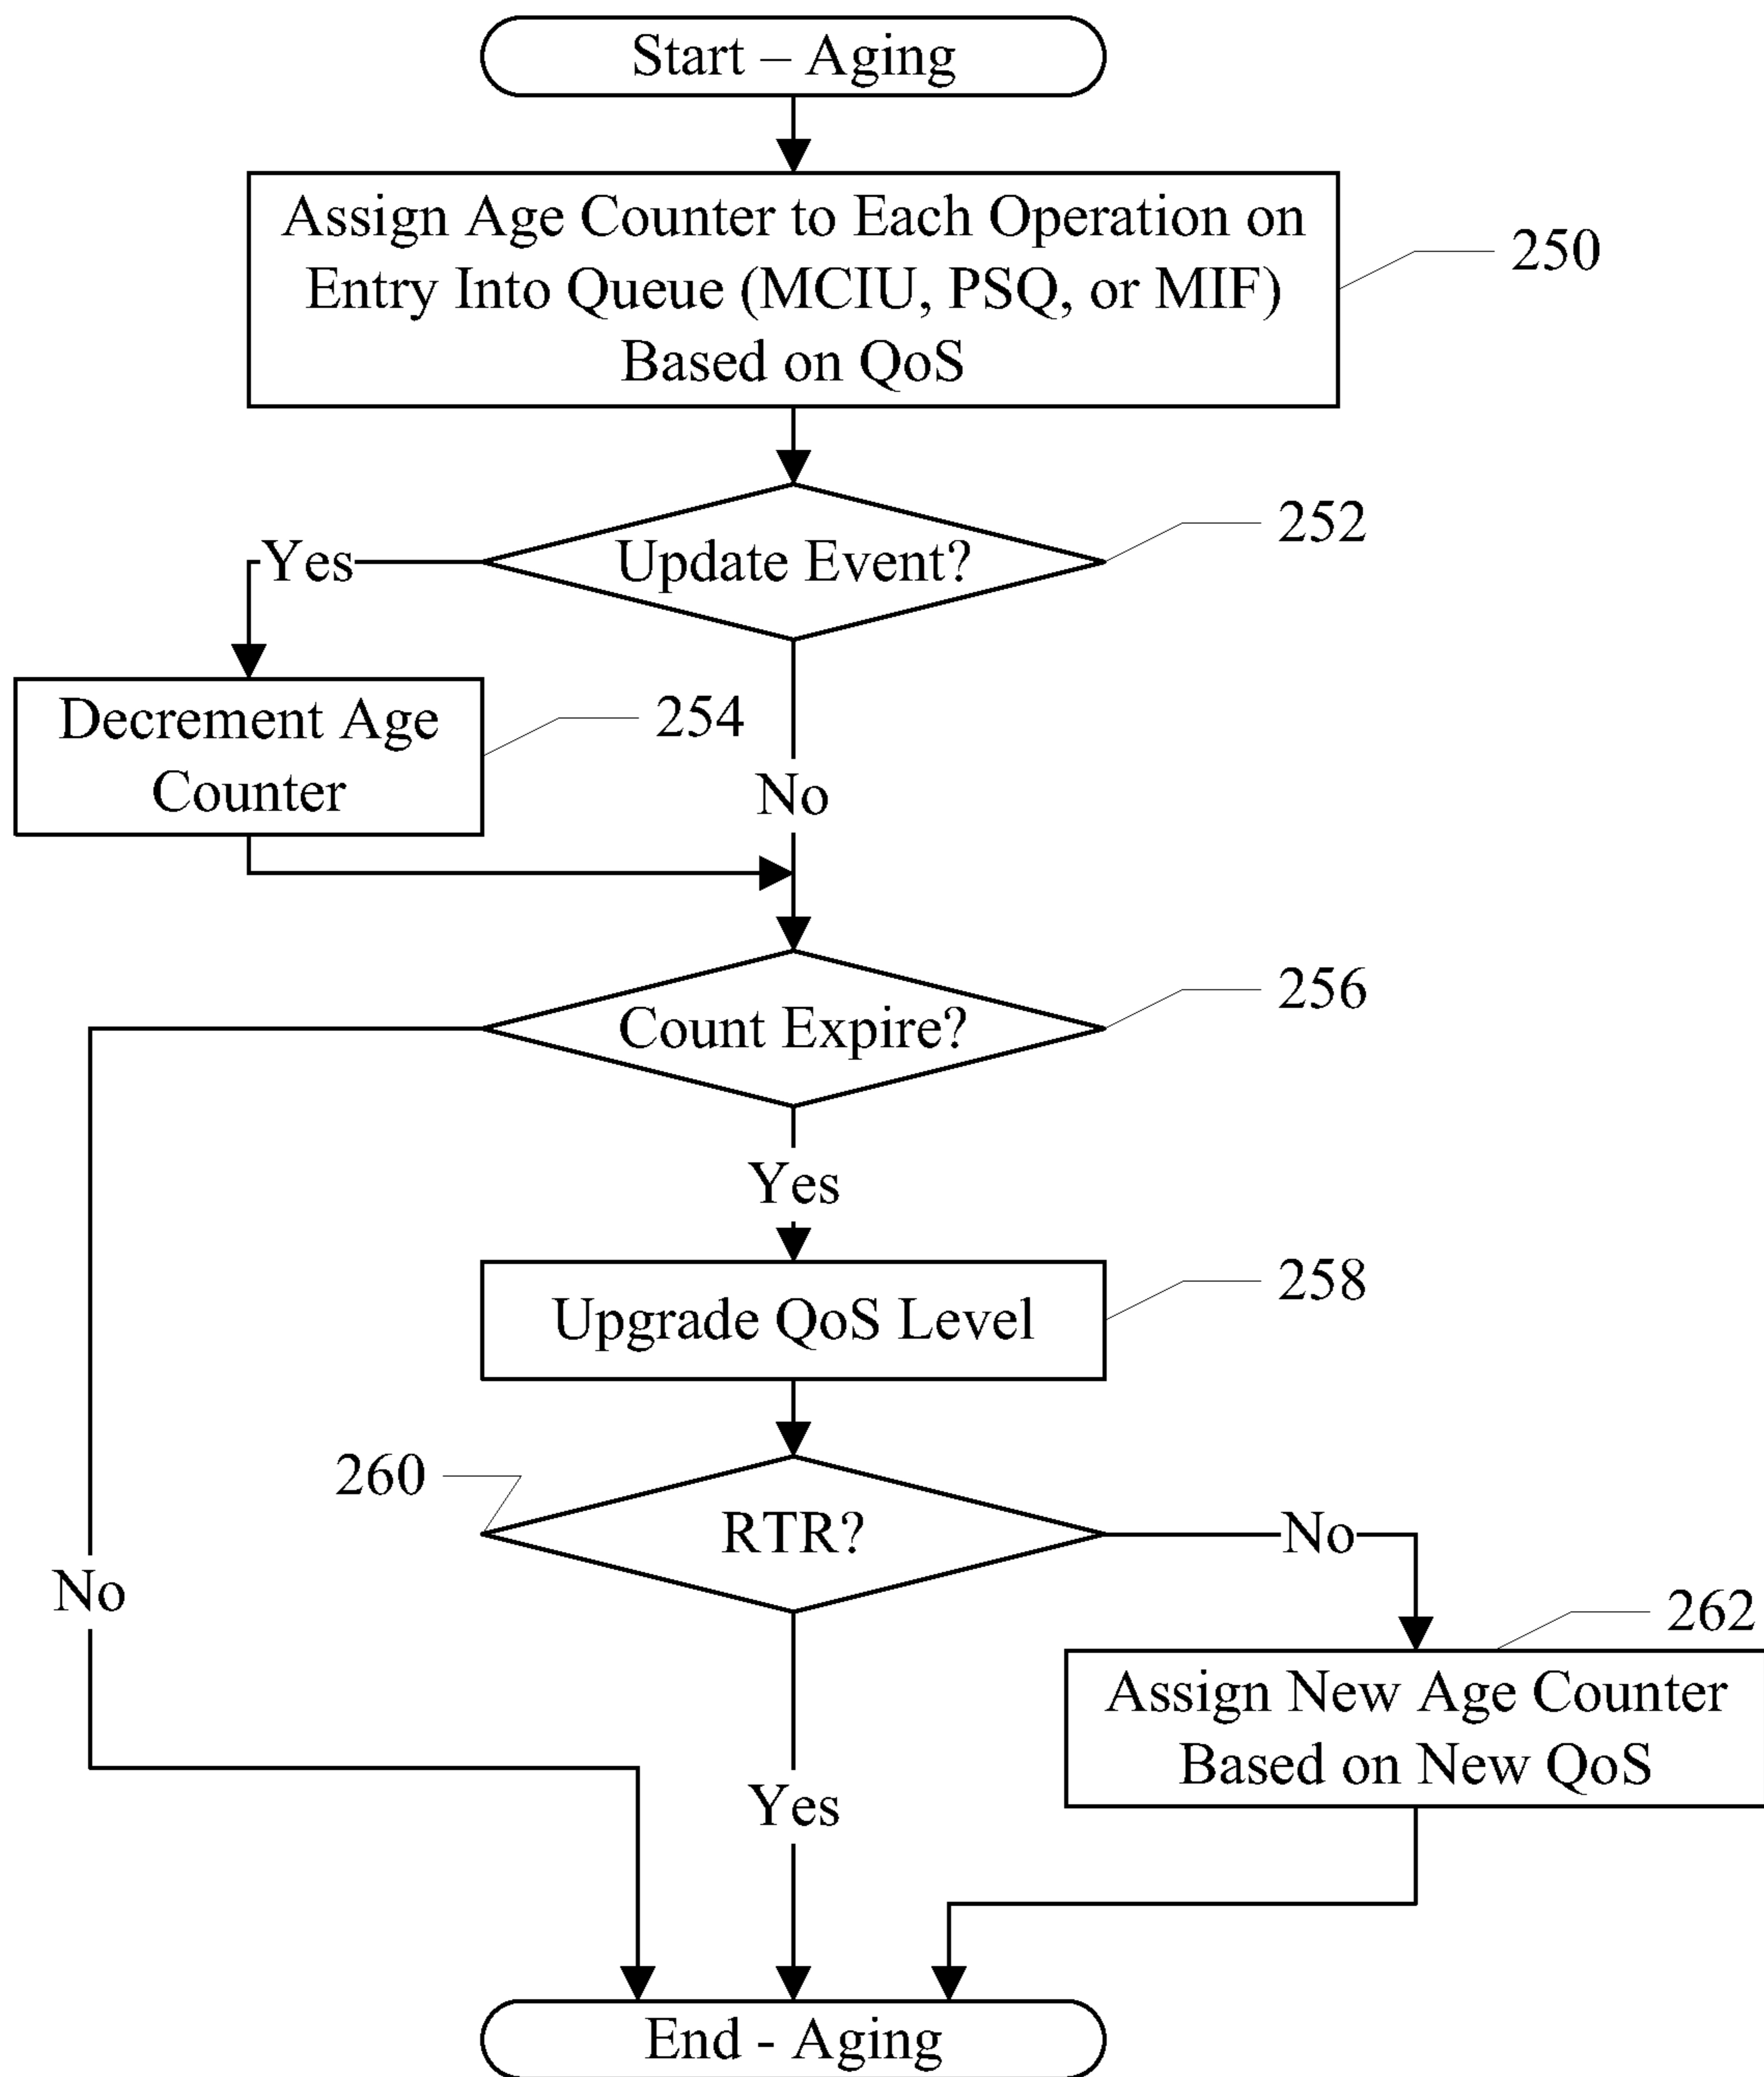 Start – Aging
Assign Age Counter to Each Operation on
Entry Into Queue (MCIU, PSQ, or MIF)
Based on QoS
250
Update Event?
252
Yes
Decrement Age
Counter
254
No
Count Expire?
256
Yes
Upgrade QoS Level
258
260
RTR?
No
No
262
Assign New Age Counter
Based on New QoS
Yes
End - Aging